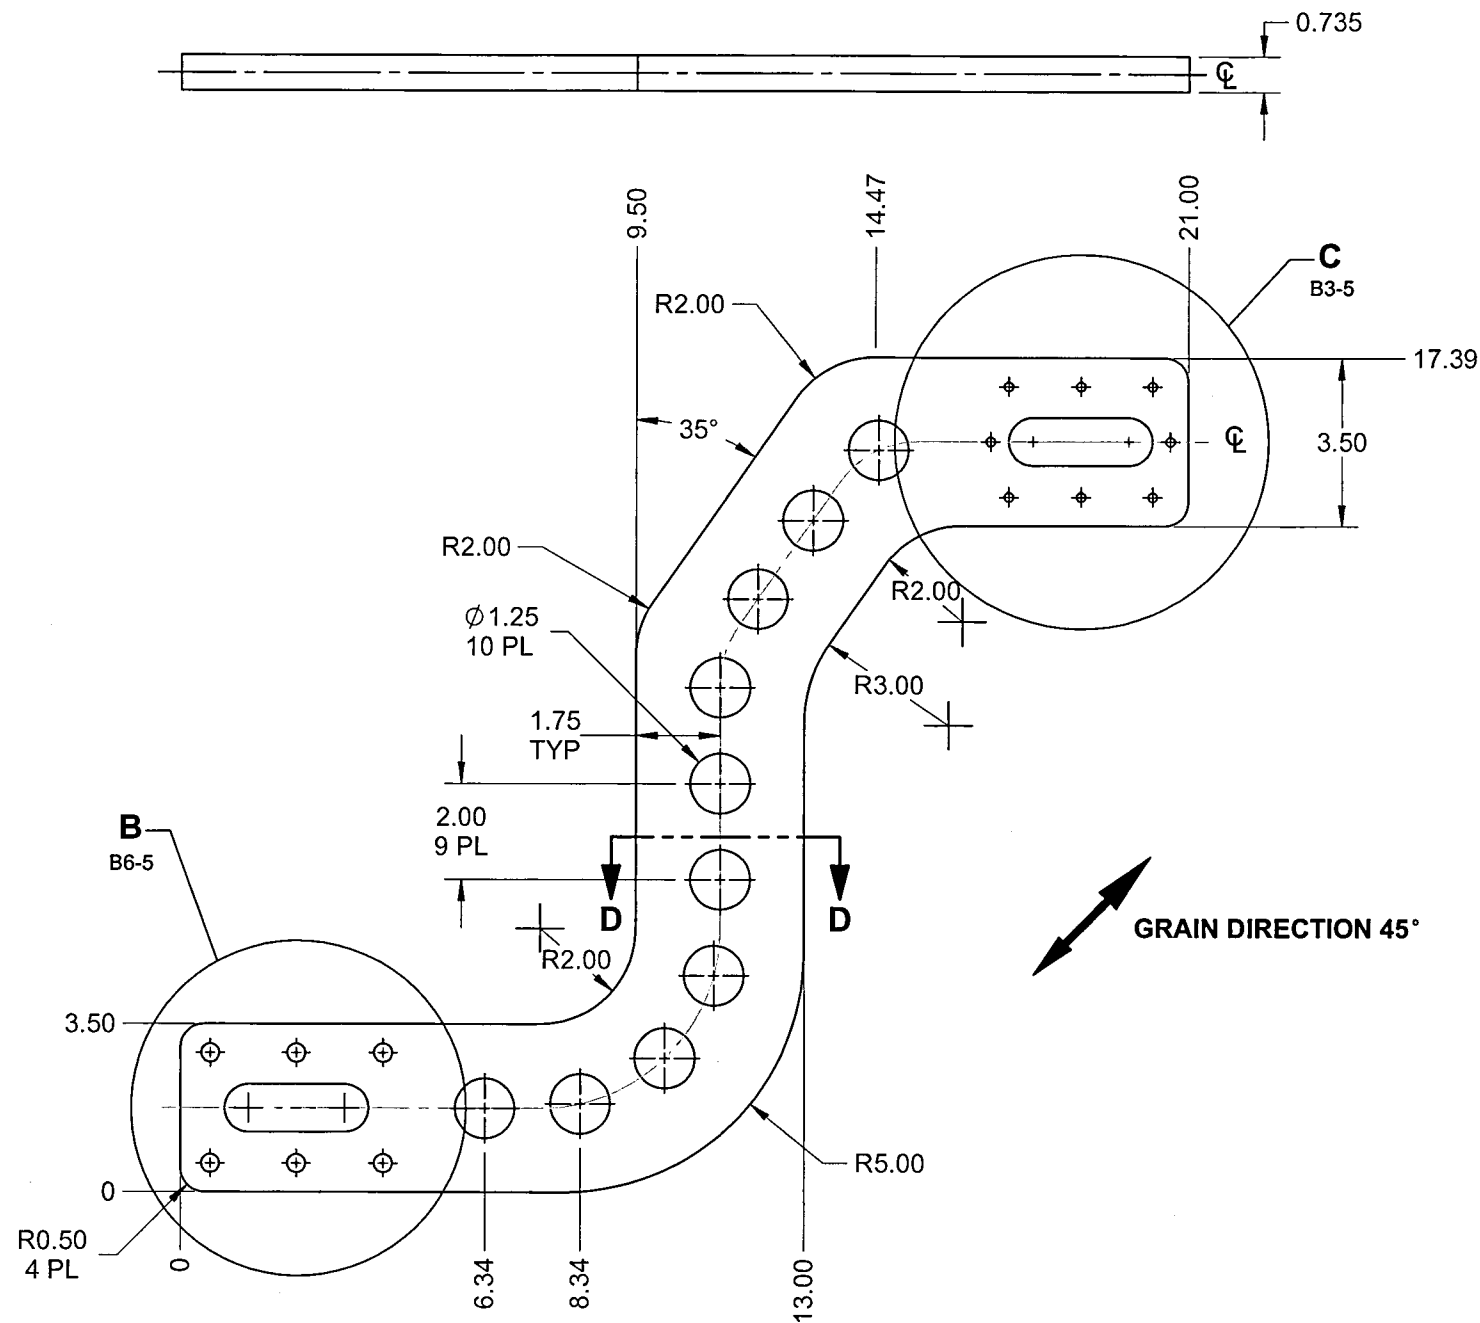 0.735
℄
9.50
14.47
21.00
C
B3-5
R2.00
17.39
35°
℄
3.50
R2.00
R2.00
⌀1.25
10 PL
R3.00
1.75
TYP
2.00
9 PL
B
B6-5
D
D
GRAIN DIRECTION 45°
R2.00
3.50
R5.00
0
R0.50
4 PL
0
6.34
8.34
13.00